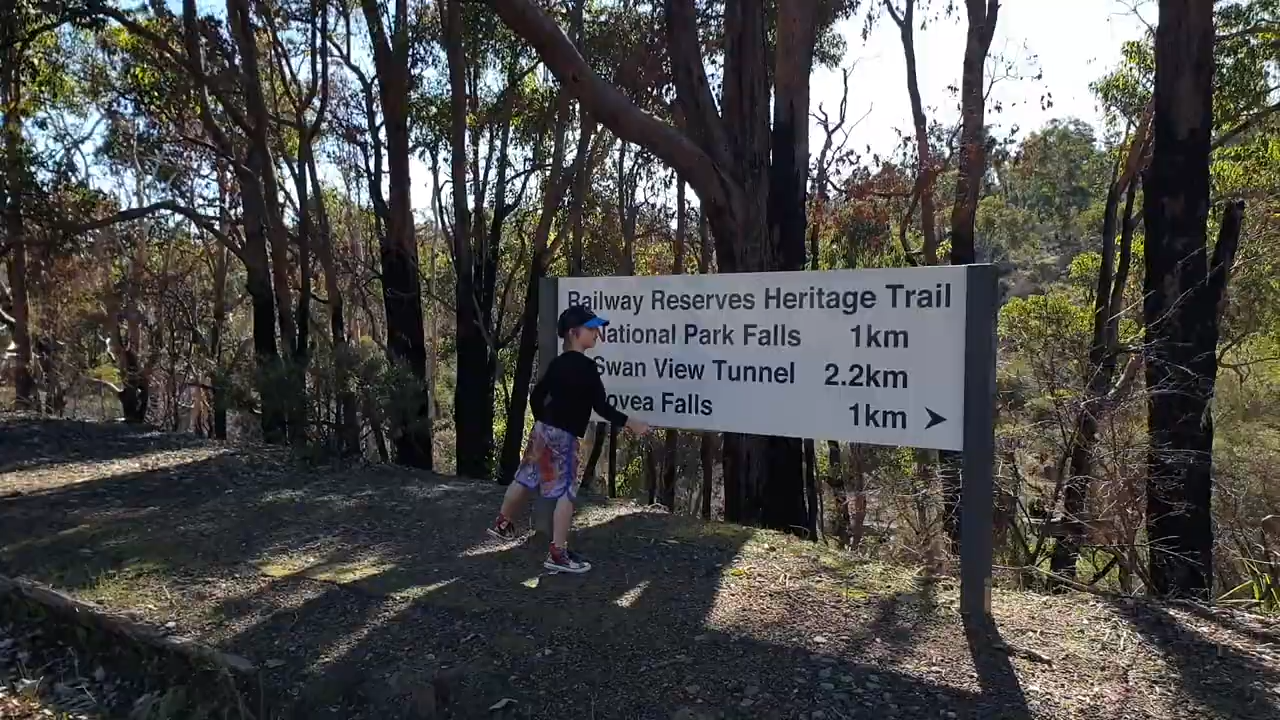 Railway Reserves Heritage Trail
National Park Falls 1km
Swan View Tunnel 2.2km
Falls 1km